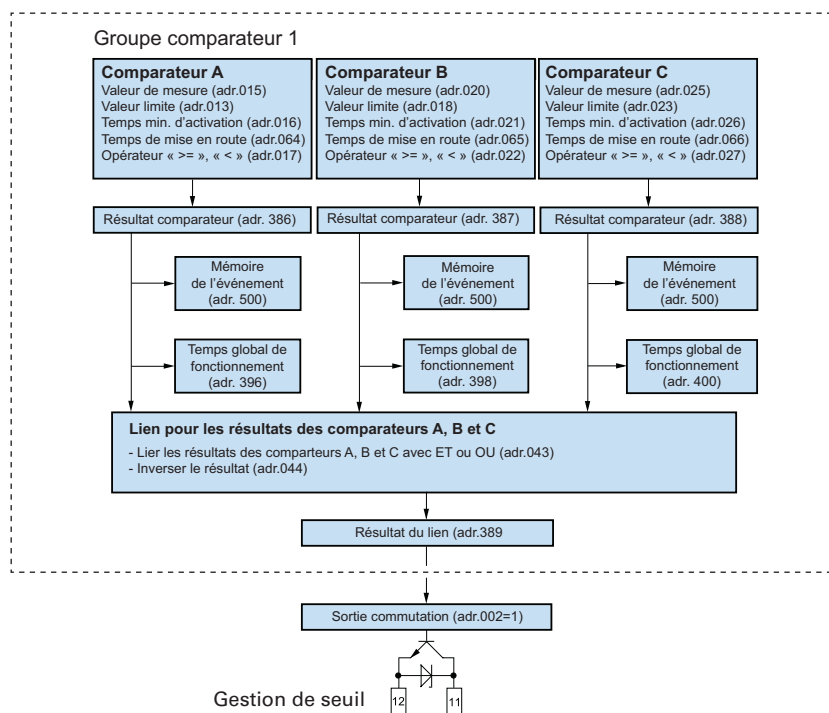 Groupe comparateur 1
Comparateur A
Valeur de mesure (adr.015)
Valeur limite (adr.013)
Temps min. d'activation (adr.016)
Temps de mise en route (adr.064)
Opérateur « >= », « < » (adr.017)
Comparateur B
Valeur de mesure (adr.020)
Valeur limite (adr.018)
Temps min. d'activation (adr.021)
Temps de mise en route (adr.065)
Opérateur « >= », « < » (adr.022)
Comparateur C
Valeur de mesure (adr.025)
Valeur limite (adr.023)
Temps min. d'activation (adr.026)
Temps de mise en route (adr.066)
Opérateur « >= », « < » (adr.027)
Résultat comparateur (adr. 386)
Résultat comparateur (adr. 387)
Résultat comparateur (adr. 388)
Mémoire
de l'événement
(adr. 500)
Mémoire
de l'événement
(adr. 500)
Mémoire
de l'événement
(adr. 500)
Temps global de
fonctionnement
(adr. 396)
Temps global de
fonctionnement
(adr. 398)
Temps global de
fonctionnement
(adr. 400)
Lien pour les résultats des comparateurs A, B et C
- Lier les résultats des comparteurs A, B et C avec ET ou OU (adr.043)
- Inverser le résultat (adr.044)
Résultat du lien (adr.389
Sortie commutation (adr.002=1)
Gestion de seuil
12
11